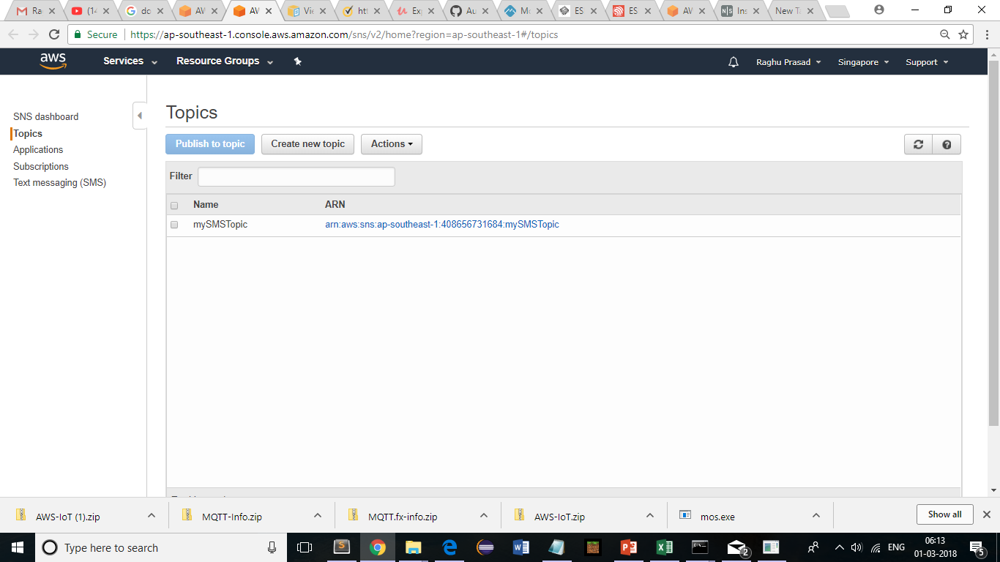 Ra
(14
do
AV
AV
Vie
htt
Exp
Au
Mo
ES
ES
AV
N|S
Ins
New T
Secure
https://ap-southeast-1.console.aws.amazon.com/sns/v2/home?region=ap-southeast-1#/topics
aws
Services
Resource Groups
Raghu Prasad
Singapore
Support
SNS dashboard
Topics
Applications
Subscriptions
Text messaging (SMS)
Topics
Publish to topic
Create new topic
Actions
Filter
Name ARN
mySMSTopic arn:aws:sns:ap-southeast-1:408656731684:mySMSTopic
AWS-IoT (1).zip
MQTT-Info.zip
MQTT.fx-info.zip
AWS-IoT.zip
mos.exe
Show all
Type here to search
2
ENG
06:13
01-03-2018
5